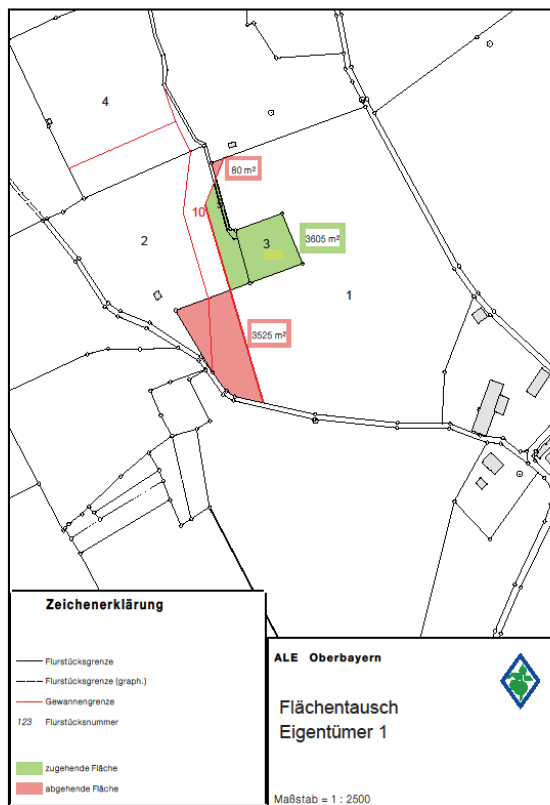 4
80 m²
10
2
3
3605 m²
1
3525 m²
Zeichenerklärung
Flurstücksgrenze
Flurstücksgrenze (graph.)
Gewannengrenze
123 Flurstücksnummer
zugehende Fläche
abgehende Fläche
ALE Oberbayern
Flächentausch
Eigentümer 1
Maßstab = 1 : 2500